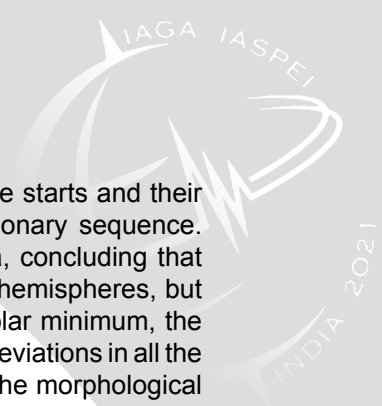 IAGA IASPEI
INDIA 2021
e starts and their
onary sequence.
, concluding that
hemispheres, but
lar minimum, the
eviations in all the
he morphological